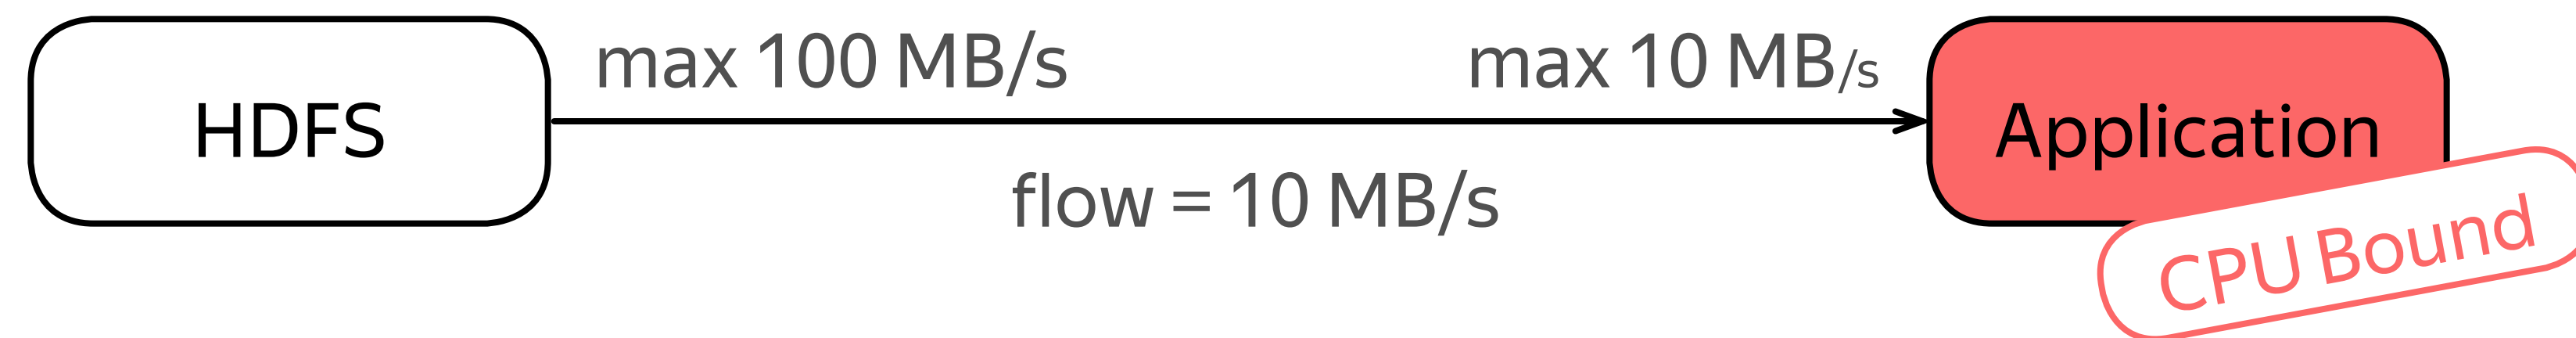 max 100 MB/s
max 10 MB/s
HDFS
Application
flow = 10 MB/s
CPU Bound